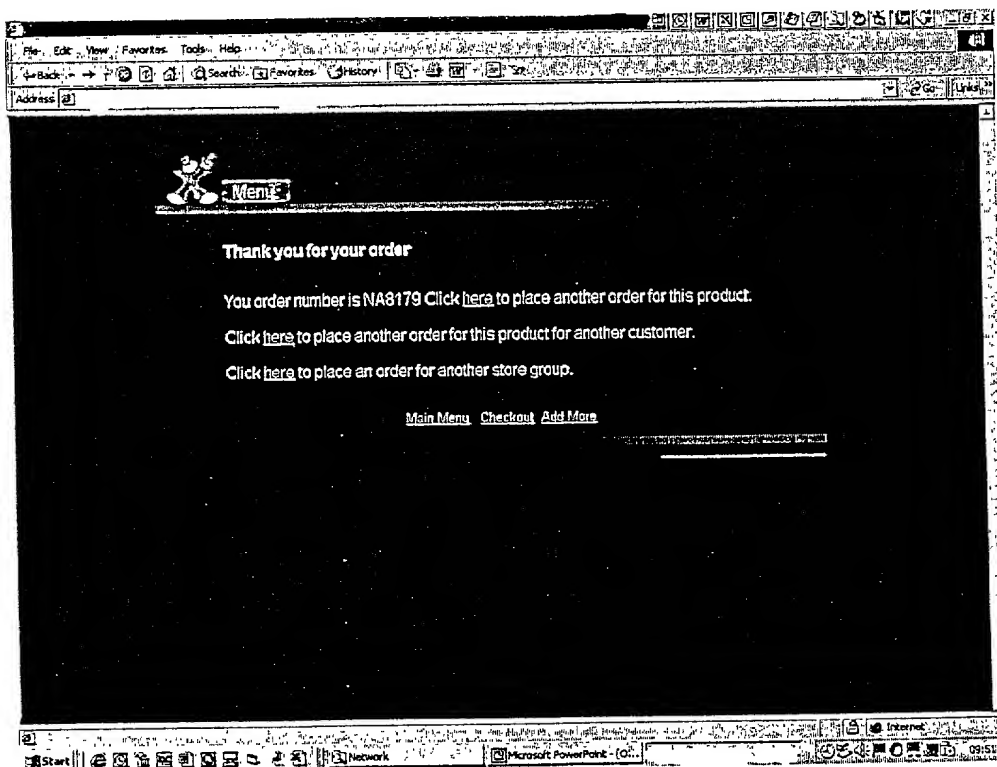 File Edit View Favorites Tools Help
Back Search Favorites History
Address Go Links
Menu
Thank you for your order
You order number is NA8179 Click here to place another order for this product.
Click here to place another order for this product for another customer.
Click here to place an order for another store group.
Main Menu Checkout Add More
Internet
Start Network Microsoft PowerPoint - [O... 09:51